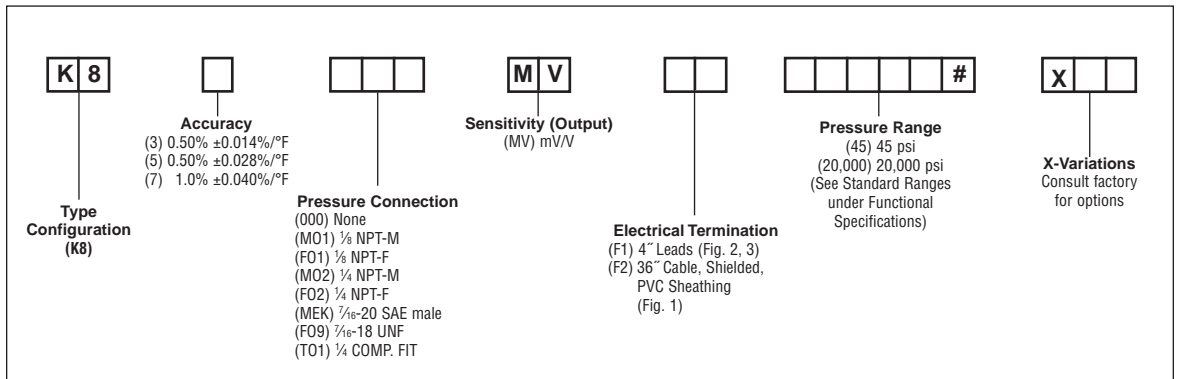 K 8
M V
#
X
Accuracy
(3) 0.50% ±0.014%/°F
(5) 0.50% ±0.028%/°F
(7) 1.0% ±0.040%/°F
Sensitivity (Output)
(MV) mV/V
Pressure Range
(45) 45 psi
(20,000) 20,000 psi
(See Standard Ranges
under Functional
Specifications)
X-Variations
Consult factory
for options
Type
Configuration
(K8)
Pressure Connection
(000) None
(MO1) ⅛ NPT-M
(FO1) ⅛ NPT-F
(MO2) ¼ NPT-M
(FO2) ¼ NPT-F
(MEK) 7⁄16-20 SAE male
(FO9) 7⁄16-18 UNF
(TO1) ¼ COMP. FIT
Electrical Termination
(F1) 4˝ Leads (Fig. 2, 3)
(F2) 36˝ Cable, Shielded,
PVC Sheathing
(Fig. 1)